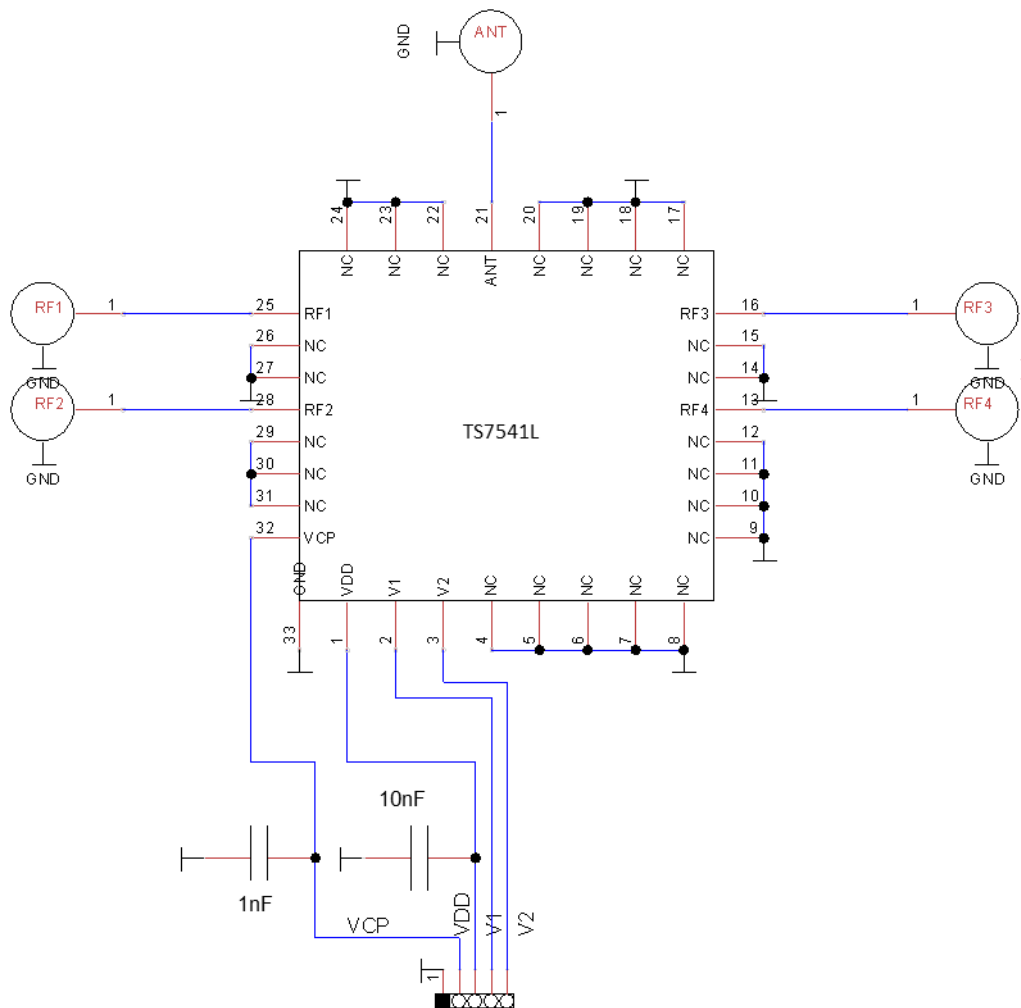 GND
ANT
1
24
23
22
21
20
19
18
17
NC
NC
NC
ANT
NC
NC
NC
NC
RF1
1
25
RF1
RF3
16
1
RF3
26
NC
NC
15
27
NC
NC
14
GND
GND
RF2
1
28
RF2
RF4
13
1
RF4
29
NC
TS7541L
NC
12
GND
30
NC
NC
11
GND
31
NC
NC
10
32
VCP
NC
9
GND
VDD
V1
V2
NC
NC
NC
NC
NC
33
1
2
3
4
5
6
7
8
10nF
1nF
VCP
VDD
V1
V2
1